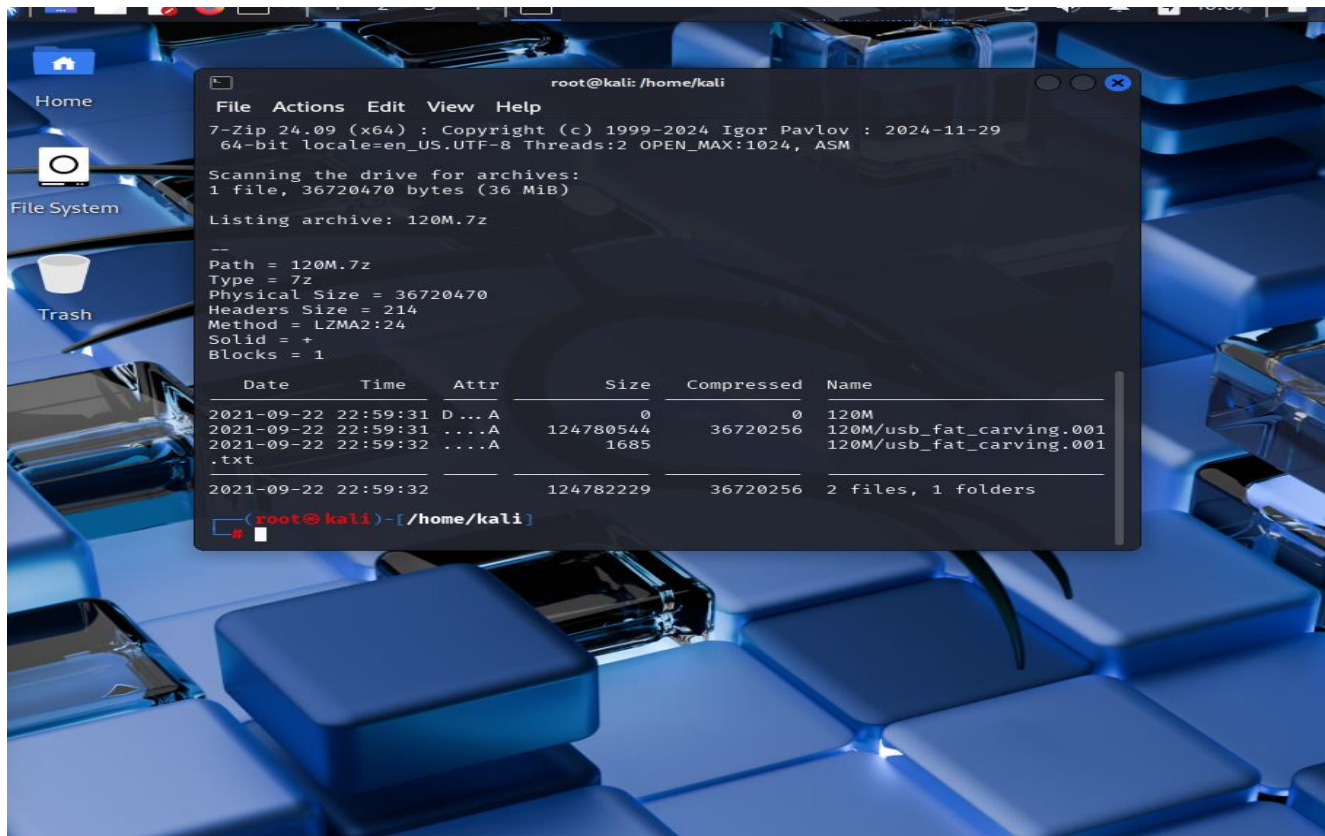 root@kali: /home/kali
File Actions Edit View Help
7-Zip 24.09 (x64) : Copyright (c) 1999-2024 Igor Pavlov : 2024-11-29
64-bit locale=en_US.UTF-8 Threads:2 OPEN_MAX:1024, ASM
Scanning the drive for archives:
1 file, 36720470 bytes (36 MiB)
Listing archive: 120M.7z
--
Path = 120M.7z
Type = 7z
Physical Size = 36720470
Headers Size = 214
Method = LZMA2:24
Solid = +
Blocks = 1
Date Time Attr Size Compressed Name
2021-09-22 22:59:31 D...A 0 0 120M
2021-09-22 22:59:31 ....A 124780544 36720256 120M/usb_fat_carving.001
2021-09-22 22:59:32 ....A 1685 120M/usb_fat_carving.001
.txt
2021-09-22 22:59:32 124782229 36720256 2 files, 1 folders
(root㉿kali)-[/home/kali]
#
Home
File System
Trash